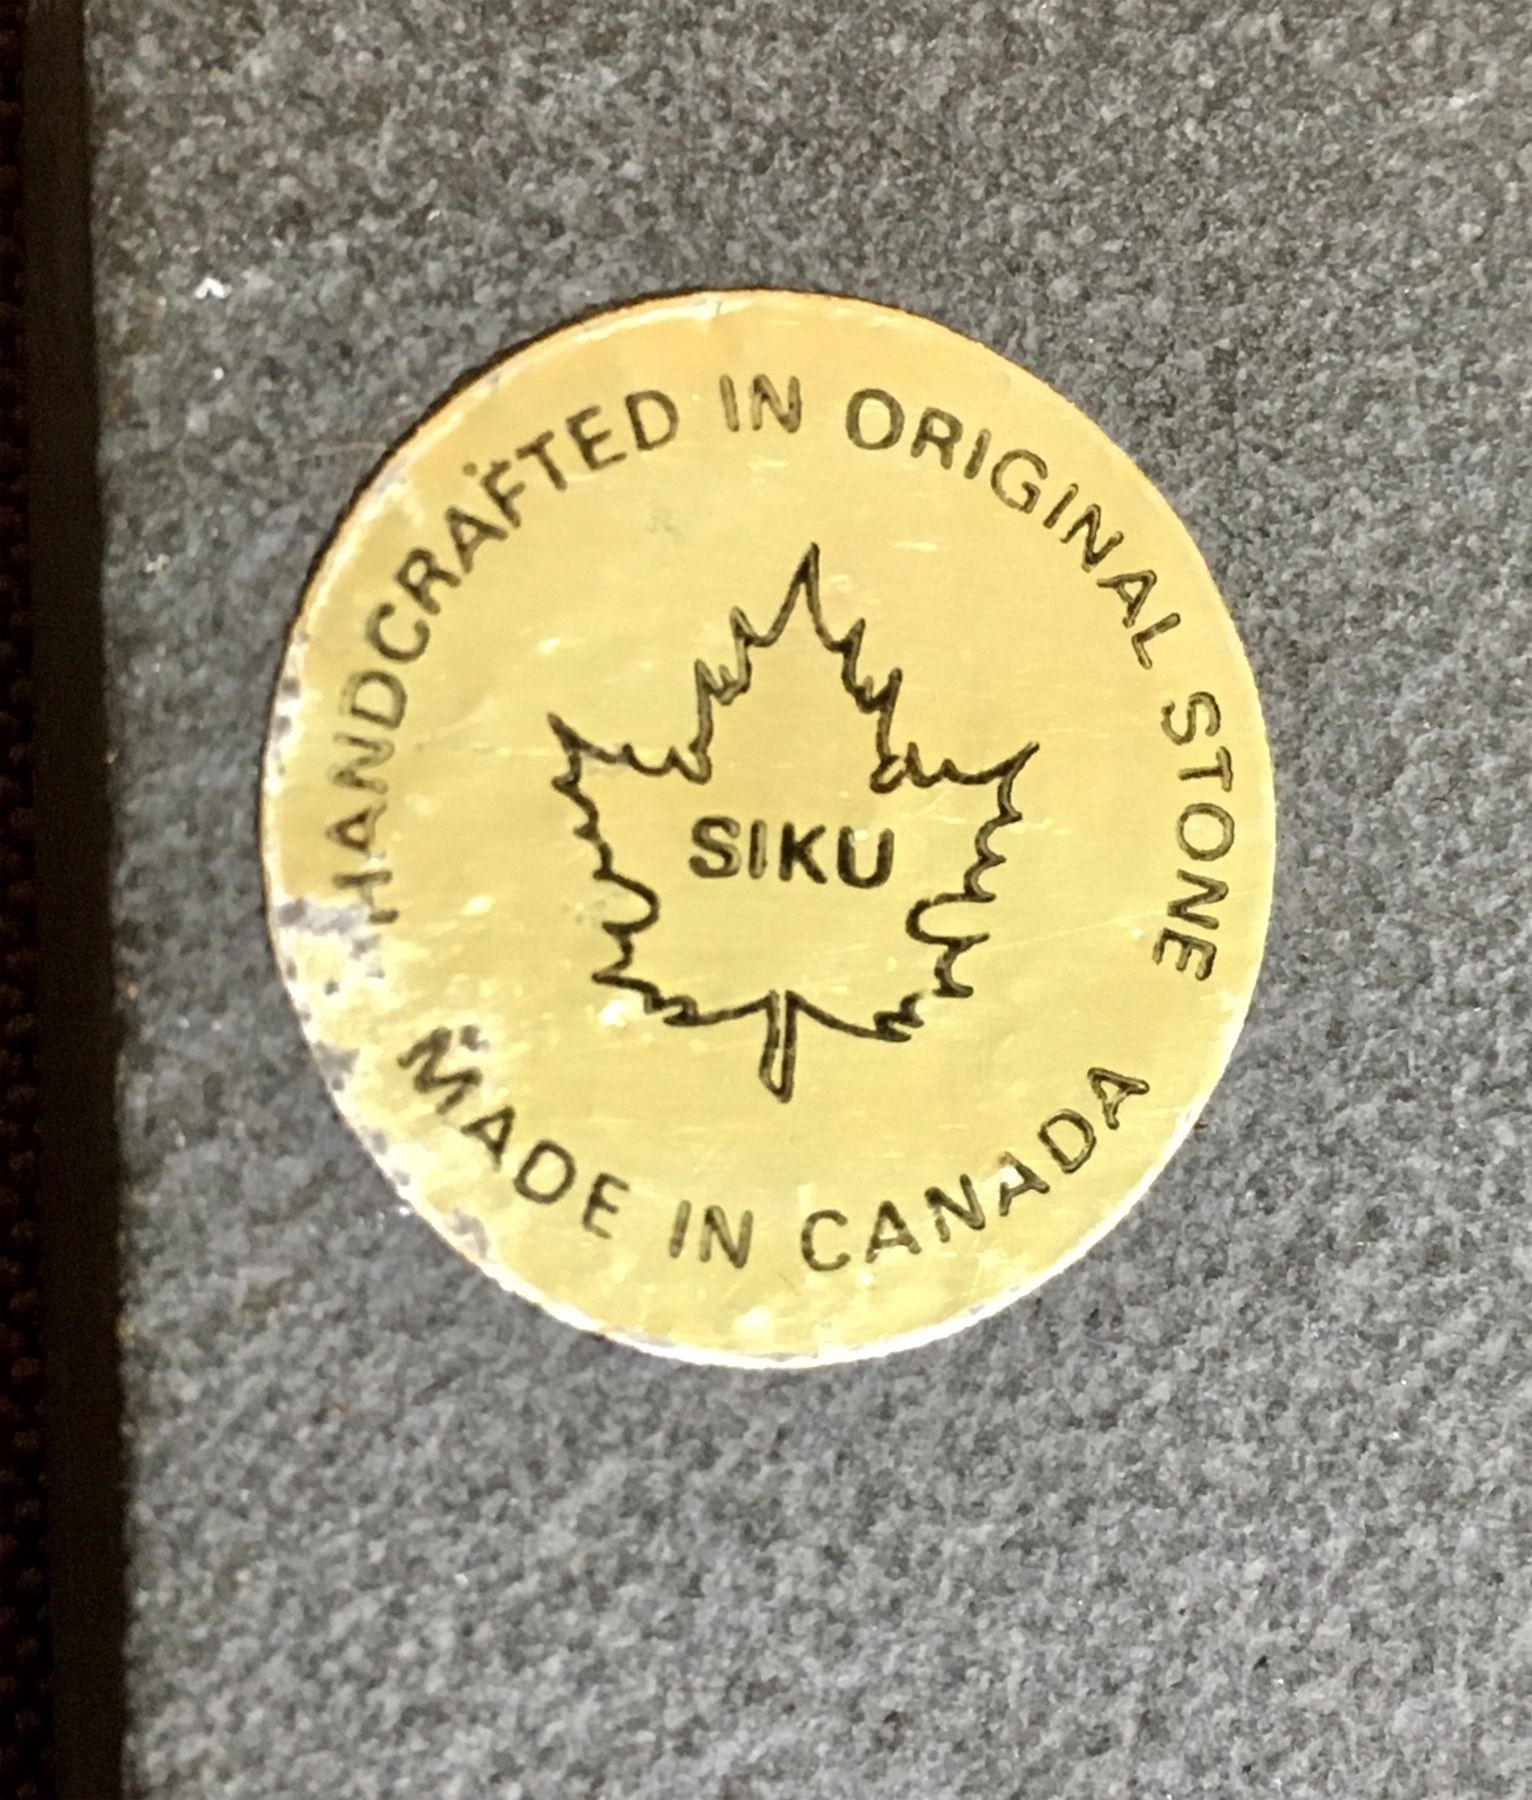 HANDCRAFTED IN ORIGINAL STONE
SIKU
MADE IN CANADA